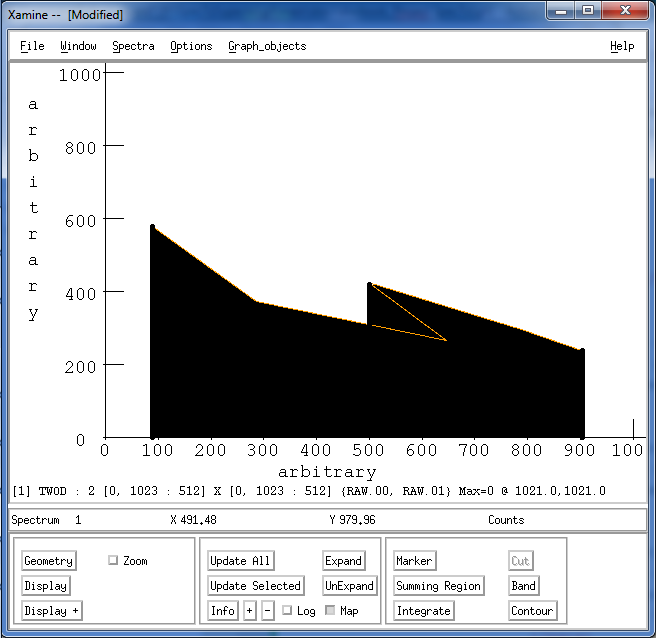 Xamine -- [Modified]
File Window Spectra Options Graph_objects Help
arbitrary
1000
800
600
400
200
0
0 100 200 300 400 500 600 700 800 900 100
arbitrary
[1] TWOD : 2 [0, 1023 : 512] X [0, 1023 : 512] {RAW.00, RAW.01} Max=0 @ 1021.0,1021.0
Spectrum 1 X 491.48 Y 979.96 Counts
Geometry Zoom Update All Expand Marker Cut
Display Update Selected UnExpand Summing Region Band
Display + Info + - Log Map Integrate Contour